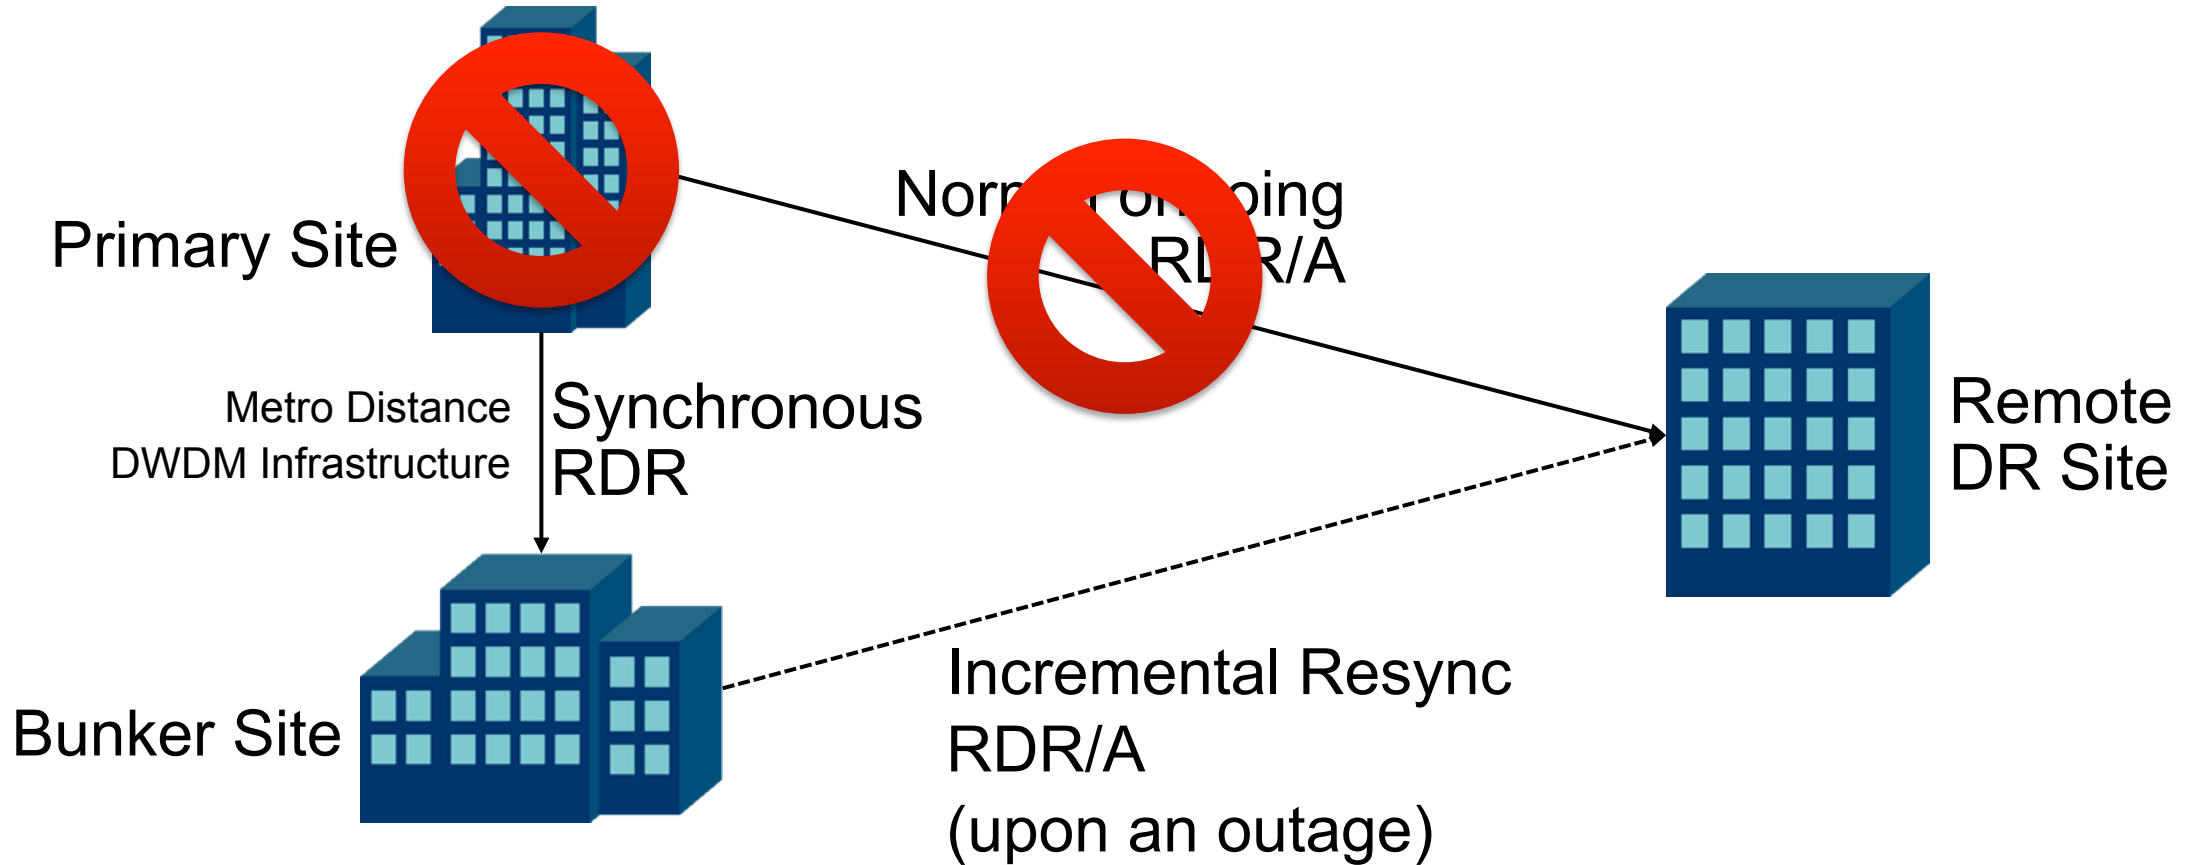 Primary Site
Metro Distance
DWDM Infrastructure
Synchronous
RDR
Bunker Site
Incremental Resync
RDR/A
(upon an outage)
Remote
DR Site